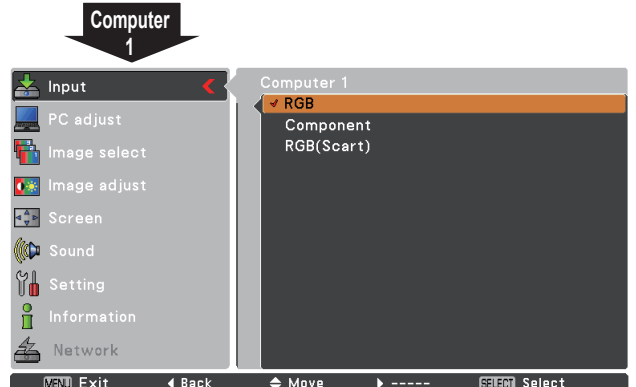 Computer
1
Input
PC adjust
Image select
Image adjust
Screen
Sound
Setting
Information
Network
Computer 1
RGB
Component
RGB(Scart)
MENU Exit Back Move ----- SELECT Select